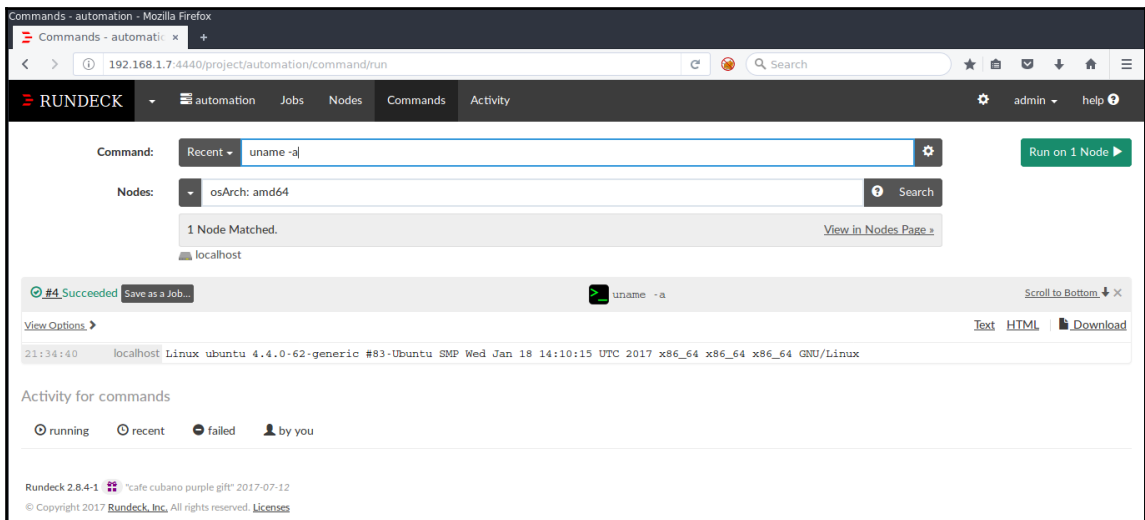 Commands - automation - Mozilla Firefox
Commands - automatic × +
192.168.1.7:4440/project/automation/command/run Search
RUNDECK automation Jobs Nodes Commands Activity admin help
Command: Recent uname -a Run on 1 Node
Nodes: osArch: amd64 Search
1 Node Matched. View in Nodes Page »
localhost
#4 Succeeded Save as a Job... uname -a Scroll to Bottom
View Options Text HTML Download
21:34:40 localhost Linux ubuntu 4.4.0-62-generic #83-Ubuntu SMP Wed Jan 18 14:10:15 UTC 2017 x86_64 x86_64 x86_64 GNU/Linux
Activity for commands
running recent failed by you
Rundeck 2.8.4-1 "cafe cubano purple gift" 2017-07-12
© Copyright 2017 Rundeck, Inc. All rights reserved. Licenses